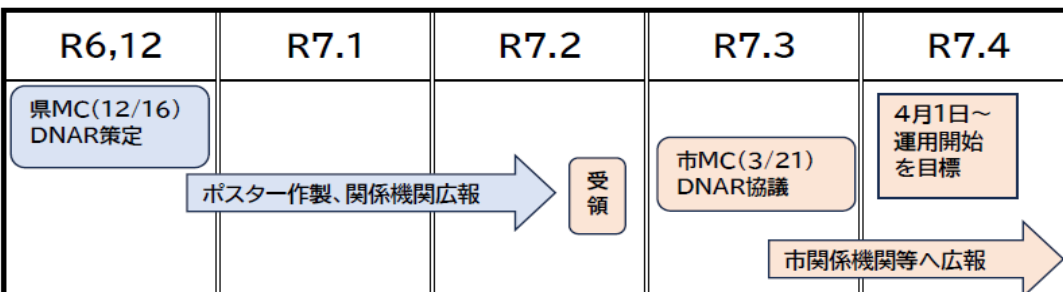 R6,12
R7.1
R7.2
R7.3
R7.4
県MC(12/16)
DNAR策定
ポスター作製、関係機関広報
受
領
市MC(3/21)
DNAR協議
4月1日～
運用開始
を目標
市関係機関等へ広報